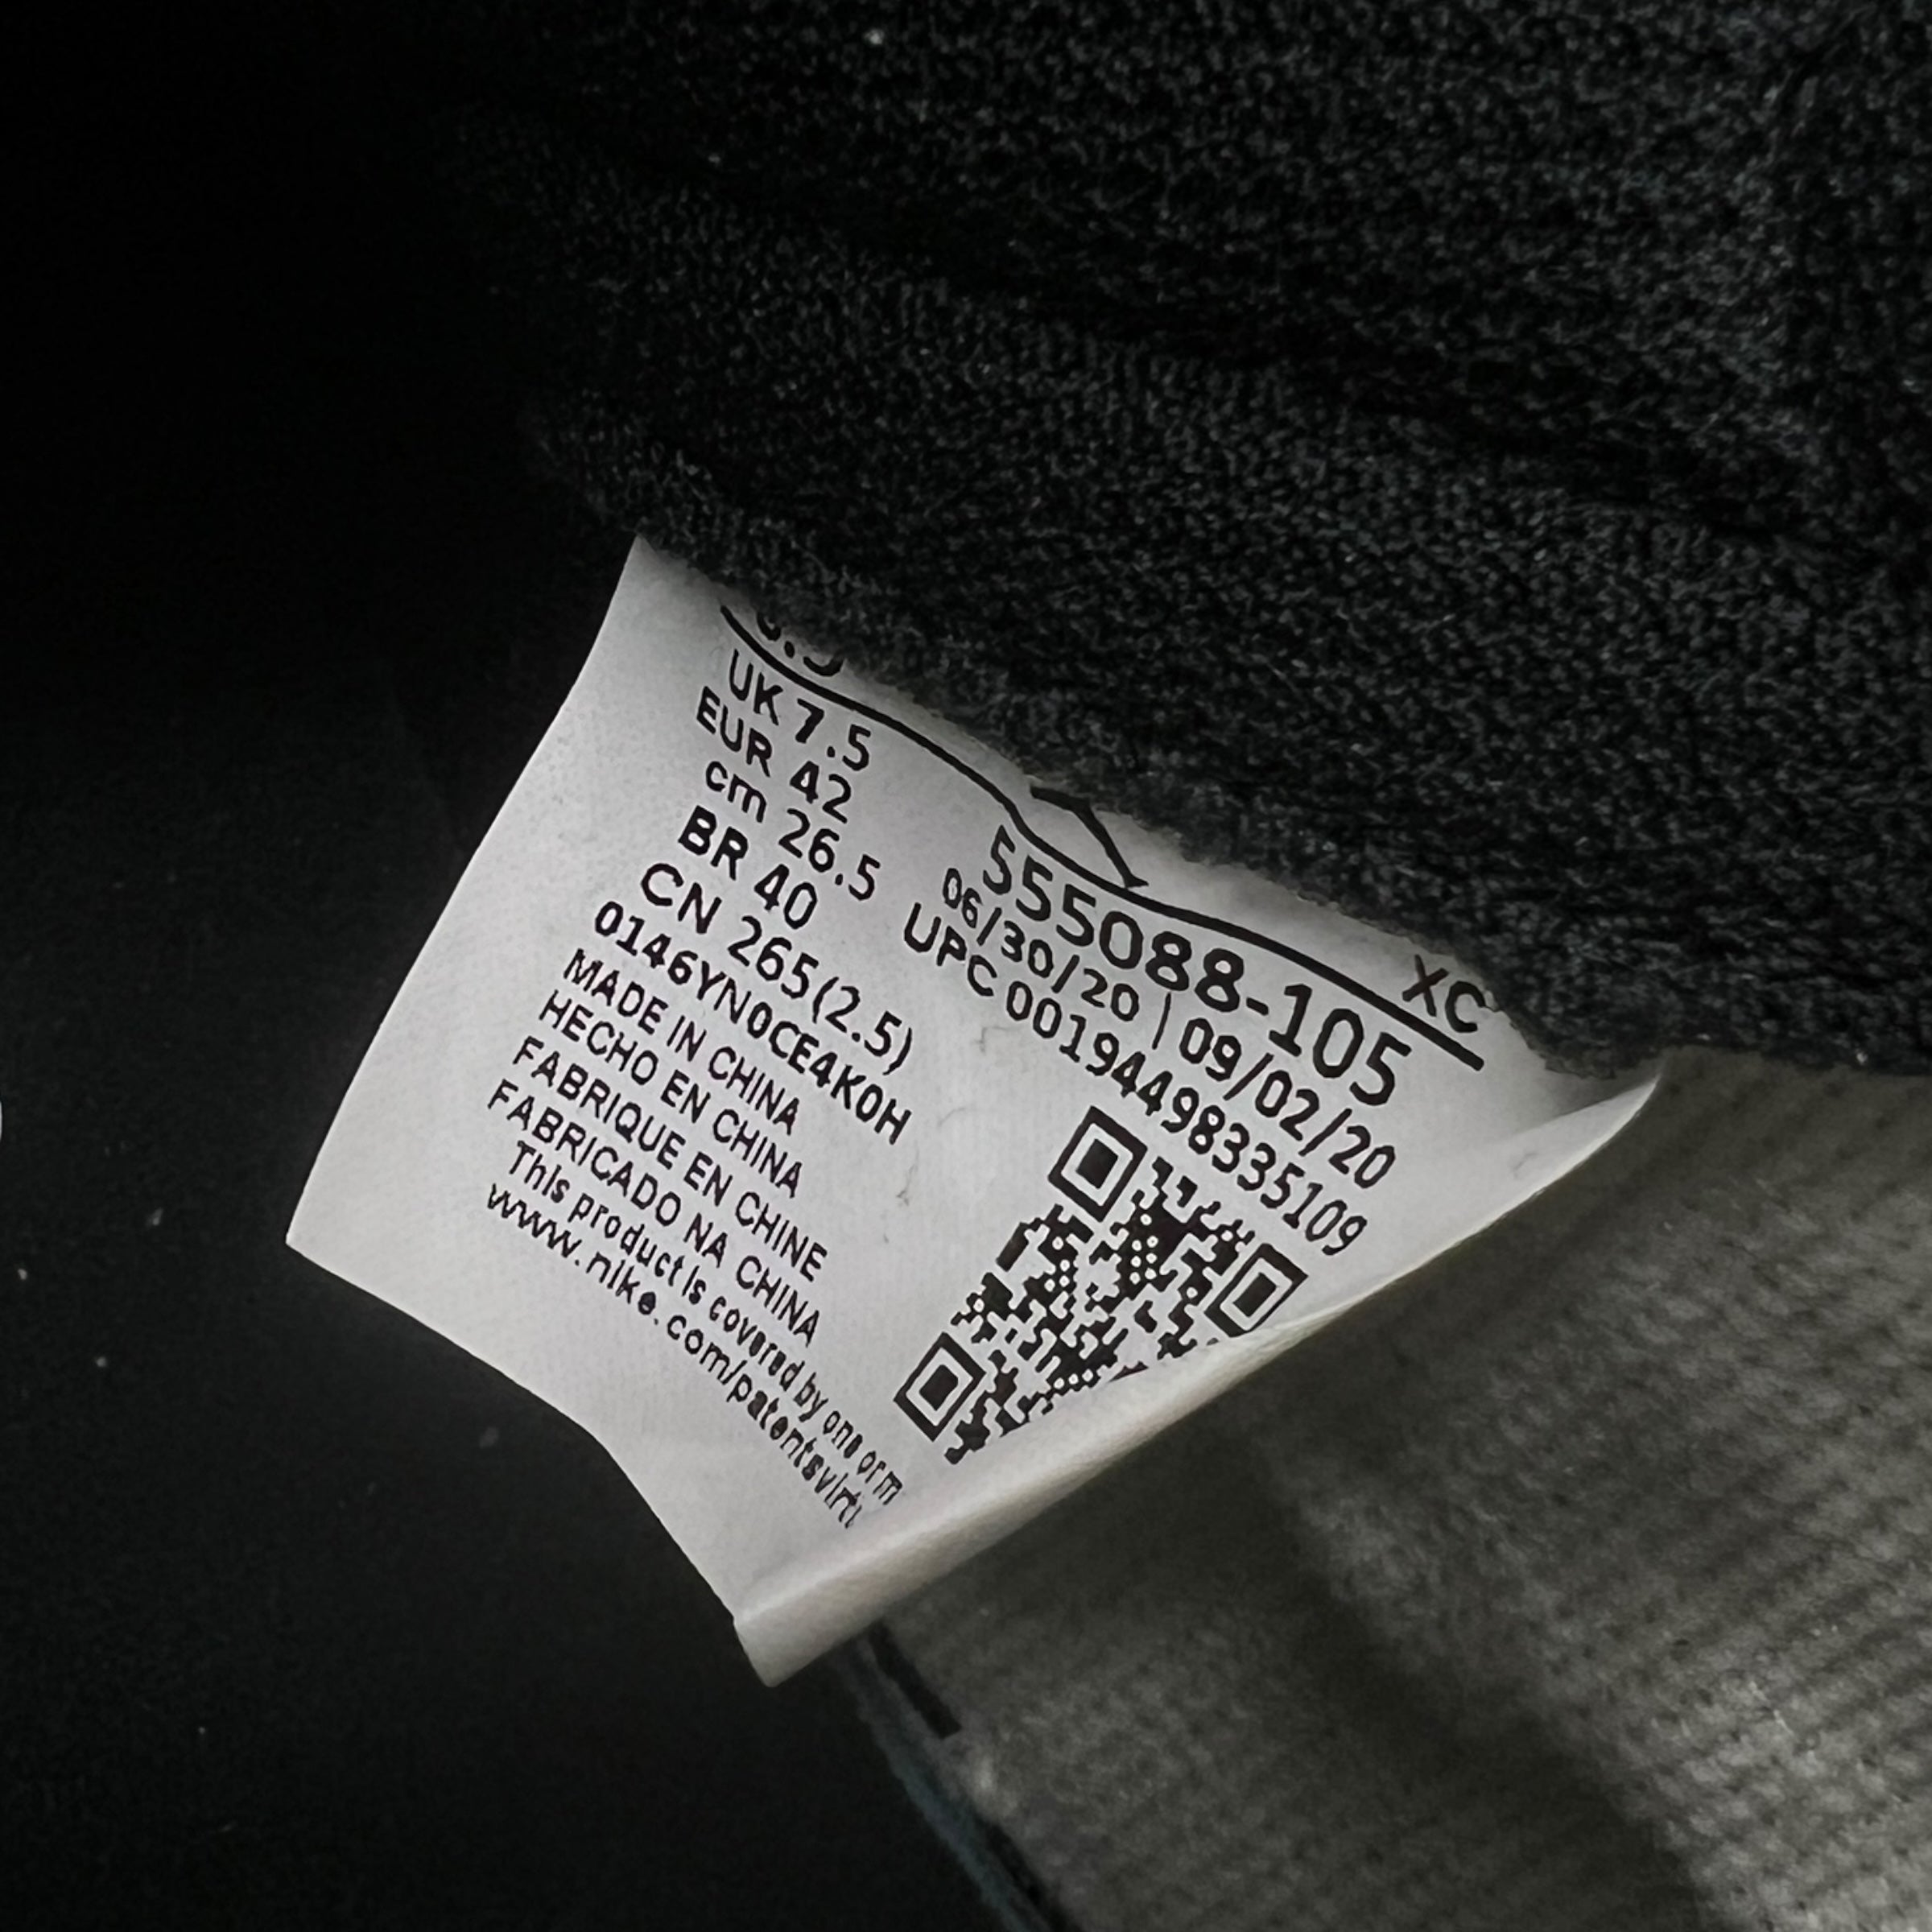 UK 7.5
EUR 42
cm 26.5
BR 40
CN 265(2.5)
0146YN0CE4K0H
MADE IN CHINA
HECHO EN CHINA
FABRIQUE EN CHINE
FABRICADO NA CHINA
This product is covered by one or m
www.nike.com/patentsvirti
XC
555088-105
06/30/20 | 09/02/20
UPC 00194498335109